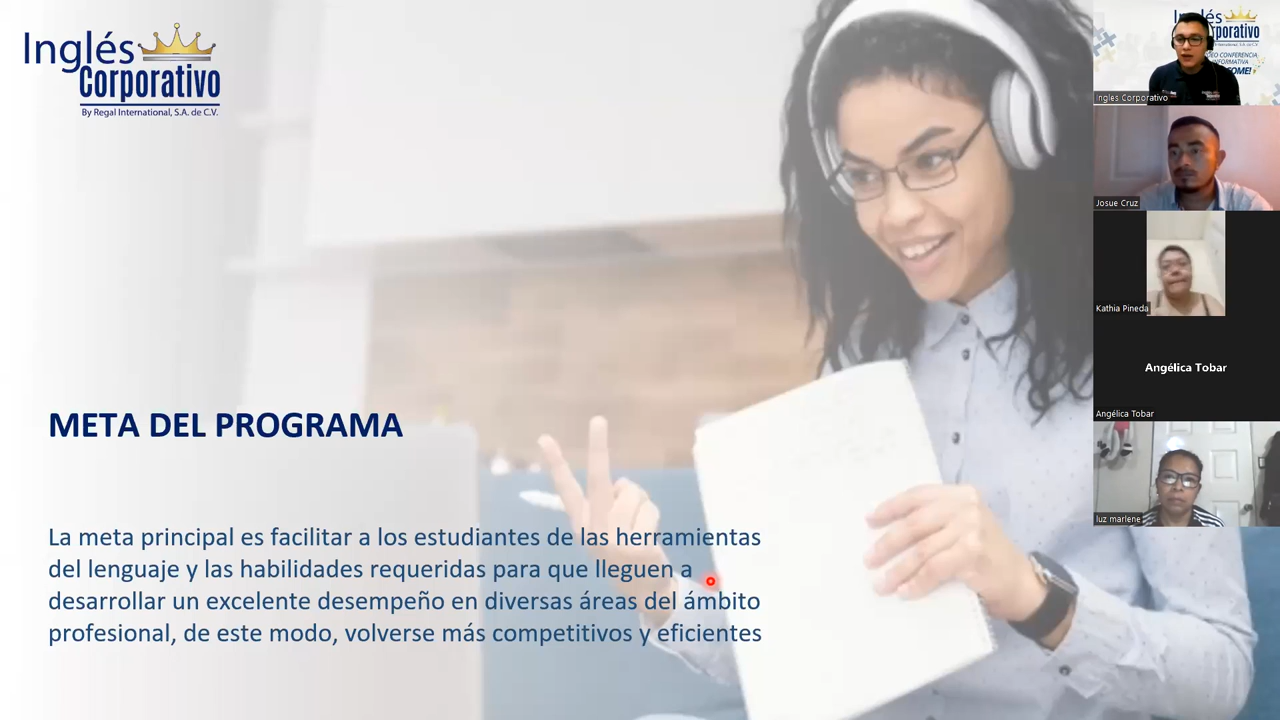 Inglés
Corporativo
By Regal International, S.A. de C.V.
META DEL PROGRAMA
La meta principal es facilitar a los estudiantes de las herramientas
del lenguaje y las habilidades requeridas para que lleguen a
desarrollar un excelente desempeño en diversas áreas del ámbito
profesional, de este modo, volverse más competitivos y eficientes
Ingles Corporativo
Josue Cruz
Kathia Pineda
Angélica Tobar
Angélica Tobar
luz marlene